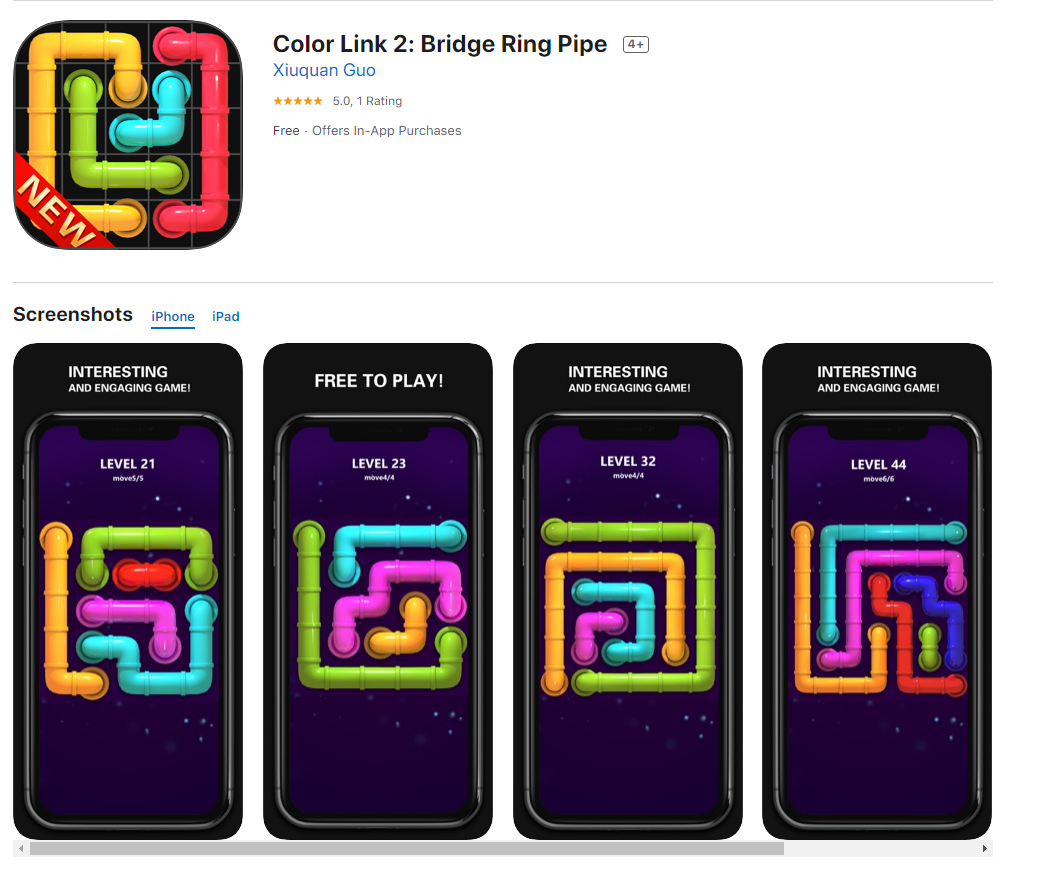 Color Link 2: Bridge Ring Pipe 4+
Xiuquan Guo
★★★★★ 5.0, 1 Rating
Free · Offers In-App Purchases
NEW
Screenshots iPhone iPad
INTERESTING
AND ENGAGING GAME!
LEVEL 21
move5/5
FREE TO PLAY!
LEVEL 23
move4/4
INTERESTING
AND ENGAGING GAME!
LEVEL 32
move4/4
INTERESTING
AND ENGAGING GAME!
LEVEL 44
move6/6